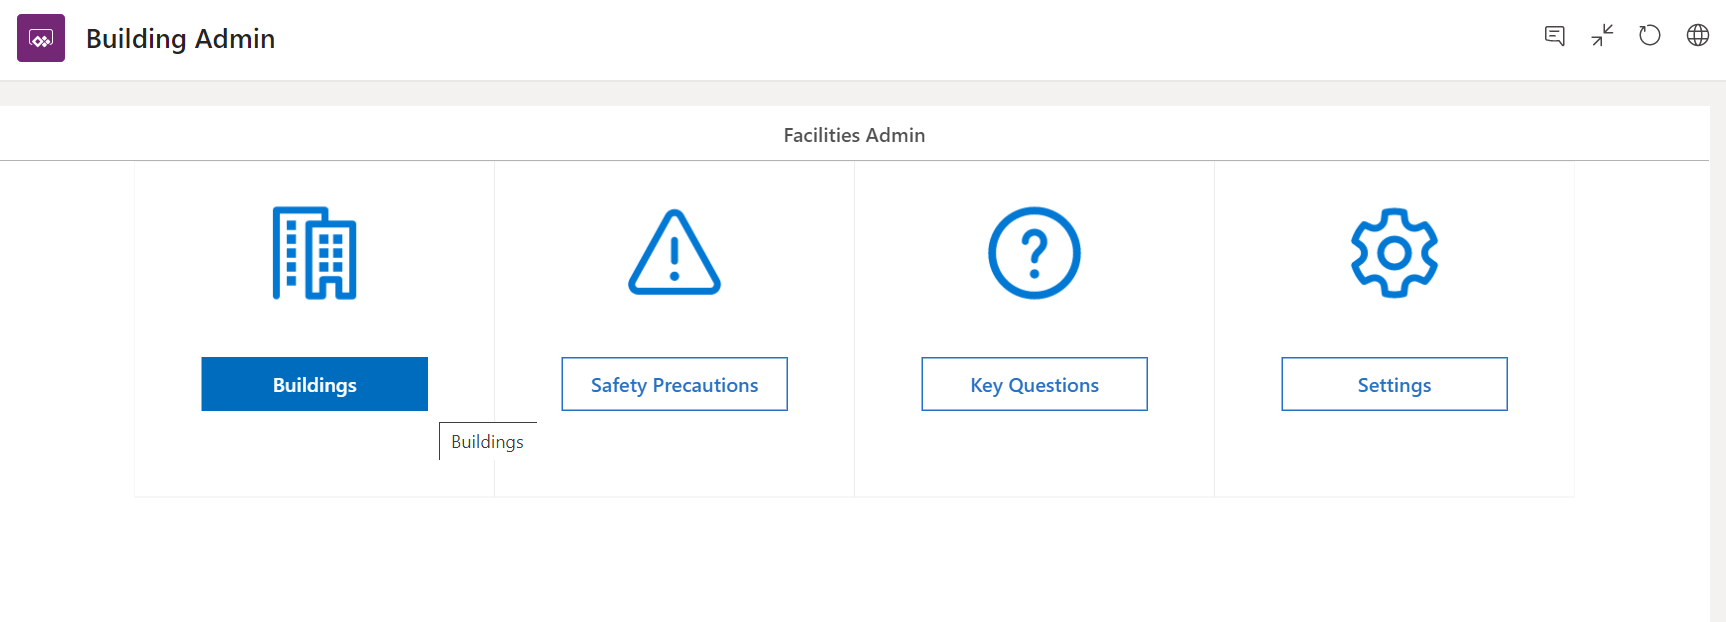 Building Admin
Facilities Admin
Buildings
Safety Precautions
Key Questions
Settings
Buildings